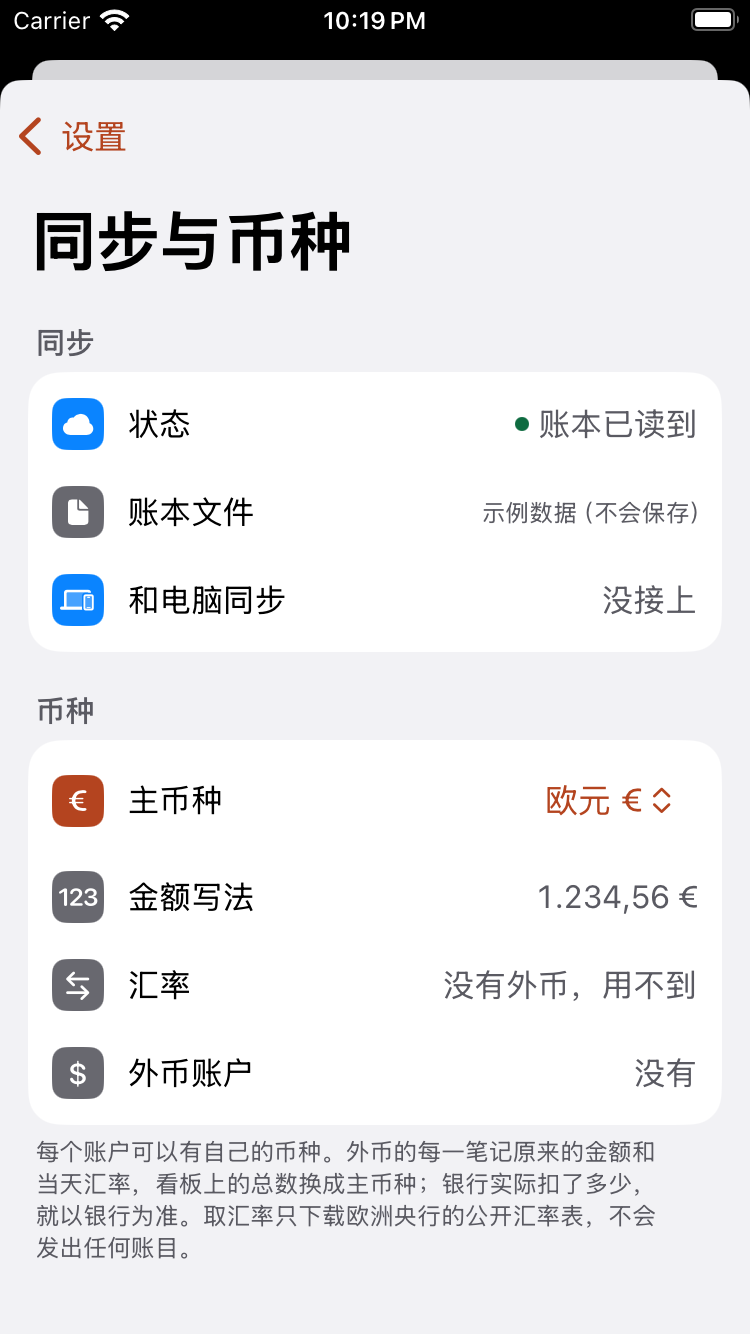 Carrier 10:19 PM
设置
同步与币种
同步
状态 账本已读到
账本文件 示例数据 (不会保存)
和电脑同步 没接上
币种
€ 主币种 欧元 €
123 金额写法 1.234,56 €
汇率 没有外币，用不到
$ 外币账户 没有
每个账户可以有自己的币种。外币的每一笔记原来的金额和
当天汇率，看板上的总数换成主币种；银行实际扣了多少，
就以银行为准。取汇率只下载欧洲央行的公开汇率表，不会
发出任何账目。